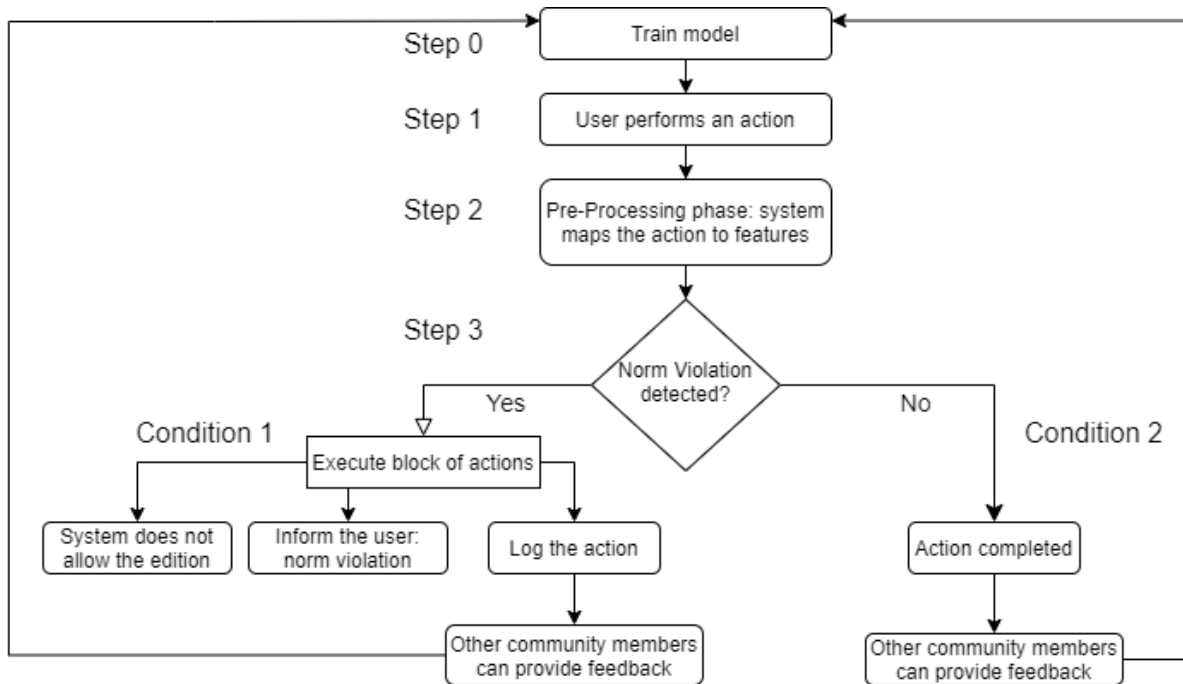 Train model
Step 0
Step 1
User performs an action
Step 2
Pre-Processing phase: system
maps the action to features
Step 3
Norm Violation
detected?
Yes
No
Condition 1
Condition 2
Execute block of actions
System does not
allow the edition
Inform the user:
norm violation
Log the action
Action completed
Other community members
can provide feedback
Other community members
can provide feedback